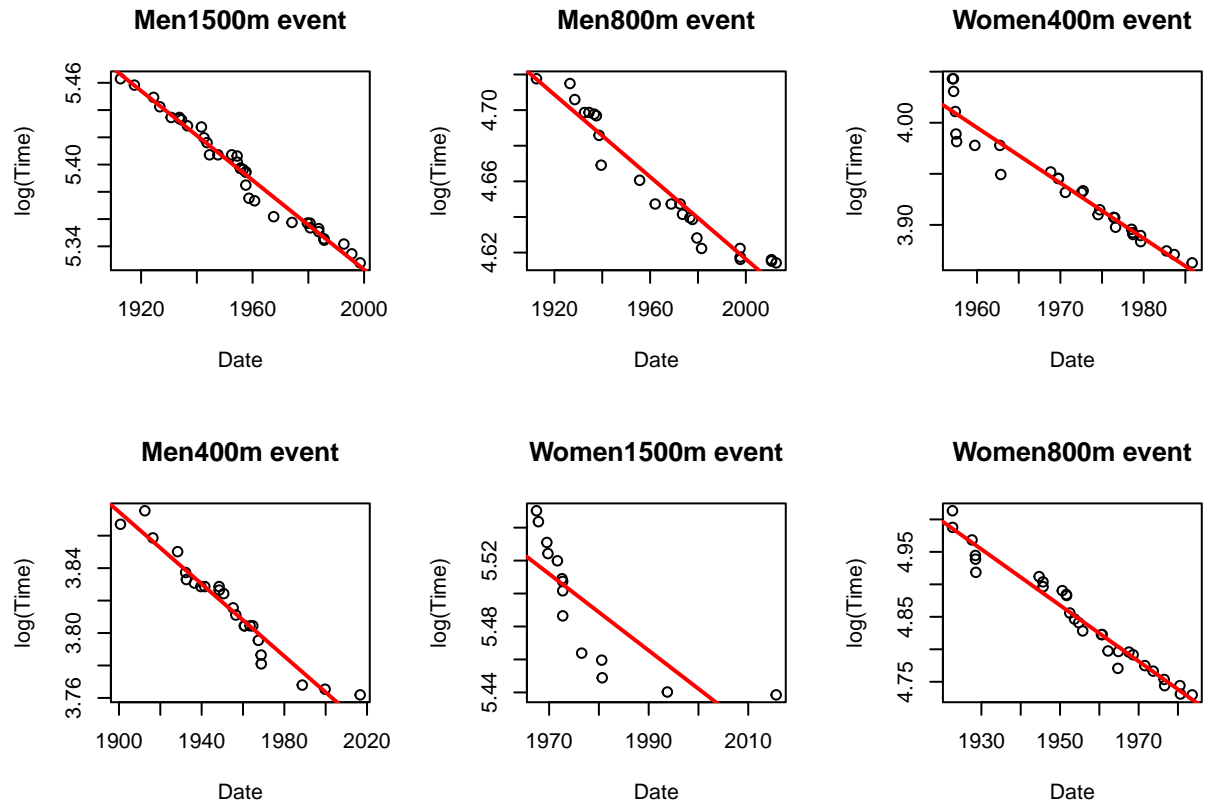 Men1500m event
log(Time)
5.46
5.40
5.34
1920
1960
2000
Date
Men800m event
log(Time)
4.70
4.66
4.62
1920
1960
2000
Date
Women400m event
log(Time)
4.00
3.90
1960
1970
1980
Date
Men400m event
log(Time)
3.84
3.80
3.76
1900
1940
1980
2020
Date
Women1500m event
log(Time)
5.52
5.48
5.44
1970
1990
2010
Date
Women800m event
log(Time)
4.95
4.85
4.75
1930
1950
1970
Date